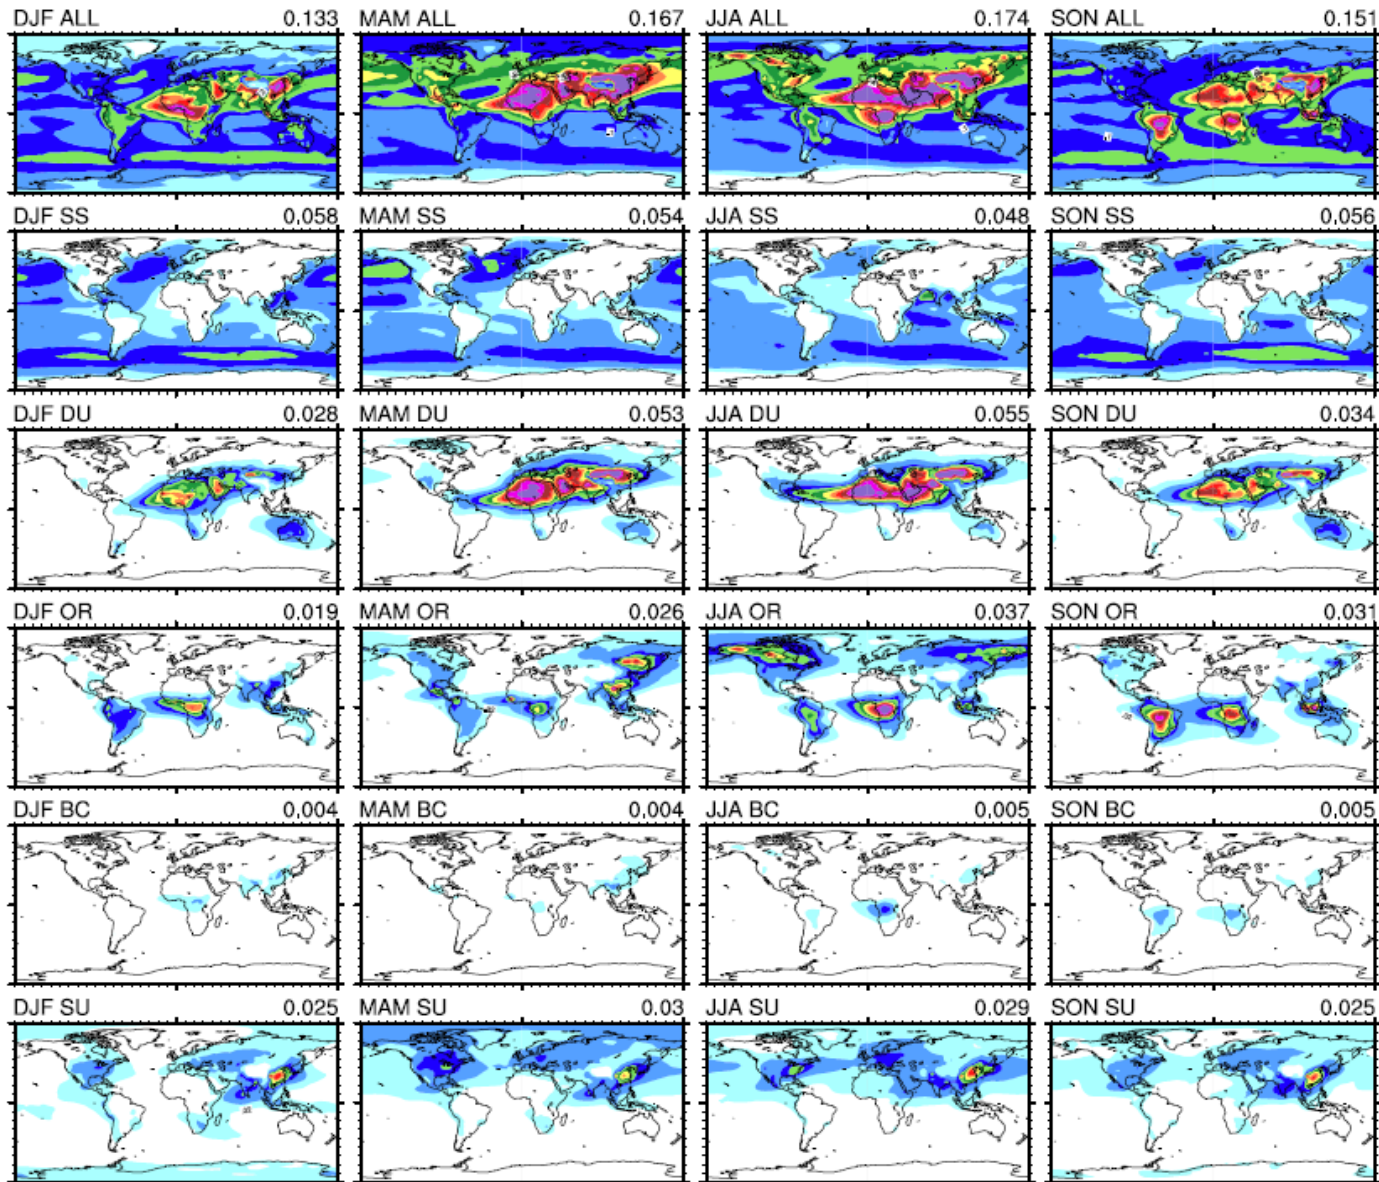 DJF ALL 0.133 MAM ALL 0.167 JJA ALL 0.174 SON ALL 0.151
DJF SS 0.058 MAM SS 0.054 JJA SS 0.048 SON SS 0.056
DJF DU 0.028 MAM DU 0.053 JJA DU 0.055 SON DU 0.034
DJF OR 0.019 MAM OR 0.026 JJA OR 0.037 SON OR 0.031
DJF BC 0.004 MAM BC 0.004 JJA BC 0.005 SON BC 0.005
DJF SU 0.025 MAM SU 0.03 JJA SU 0.029 SON SU 0.025